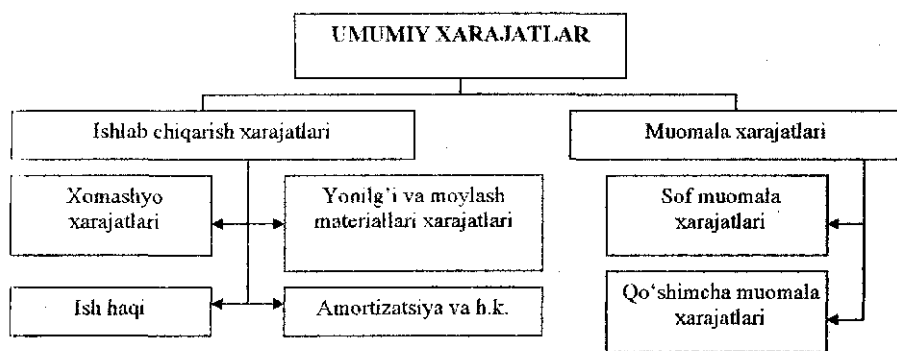 UMUMIY XARAJATLAR
Ishlab chiqarish xarajatlari
Muomala xarajatlari
Xomashyo
xarajatlari
Yonilg‘i va moylash
materiallari xarajatlari
Sof muomala
xarajatlari
Ish haqi
Amortizatsiya va h.k.
Qo‘shimcha muomala
xarajatlari